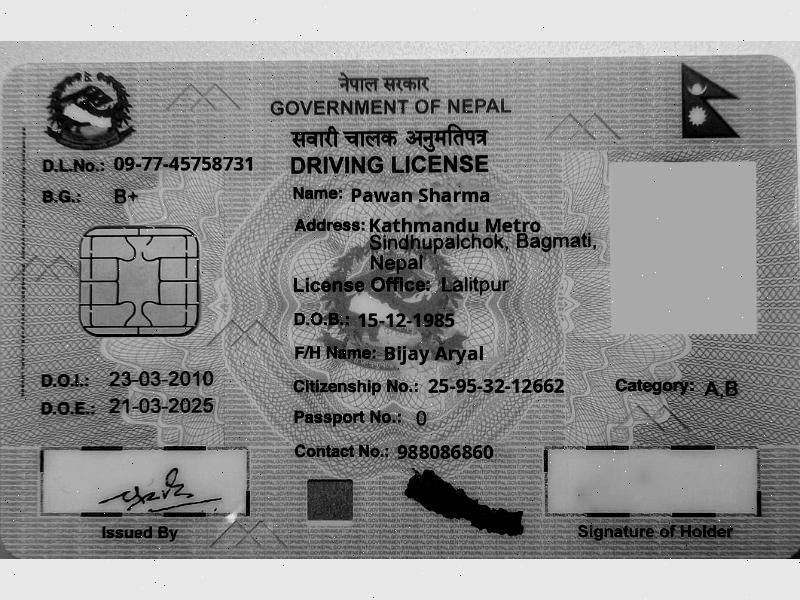 नेपाल सरकार
GOVERNMENT OF NEPAL
सवारी चालक अनुमतिपत्र
DRIVING LICENSE
D.L.No.: 09-77-45758731
B.G.: B+
Name: Pawan Sharma
Address: Kathmandu Metro
Sindhupalchok, Bagmati,
Nepal
License Office: Lalitpur
D.O.B.: 15-12-1985
F/H Name: Bijay Aryal
D.O.I.: 23-03-2010
Citizenship No.: 25-95-32-12662
Category: A,B
D.O.E.: 21-03-2025
Passport No.: 0
Contact No.: 988086860
Issued By
Signature of Holder